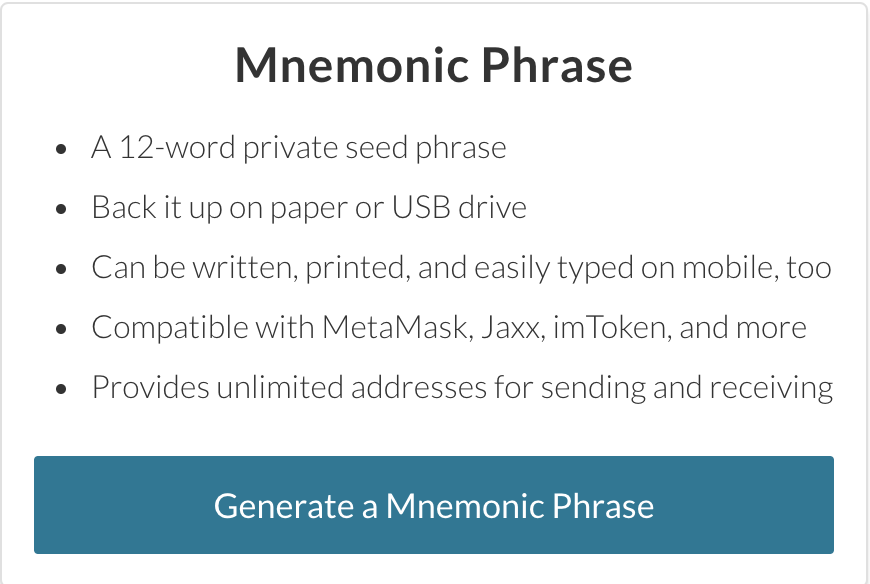 Mnemonic Phrase
• A 12-word private seed phrase
• Back it up on paper or USB drive
• Can be written, printed, and easily typed on mobile, too
• Compatible with MetaMask, Jaxx, imToken, and more
• Provides unlimited addresses for sending and receiving
Generate a Mnemonic Phrase